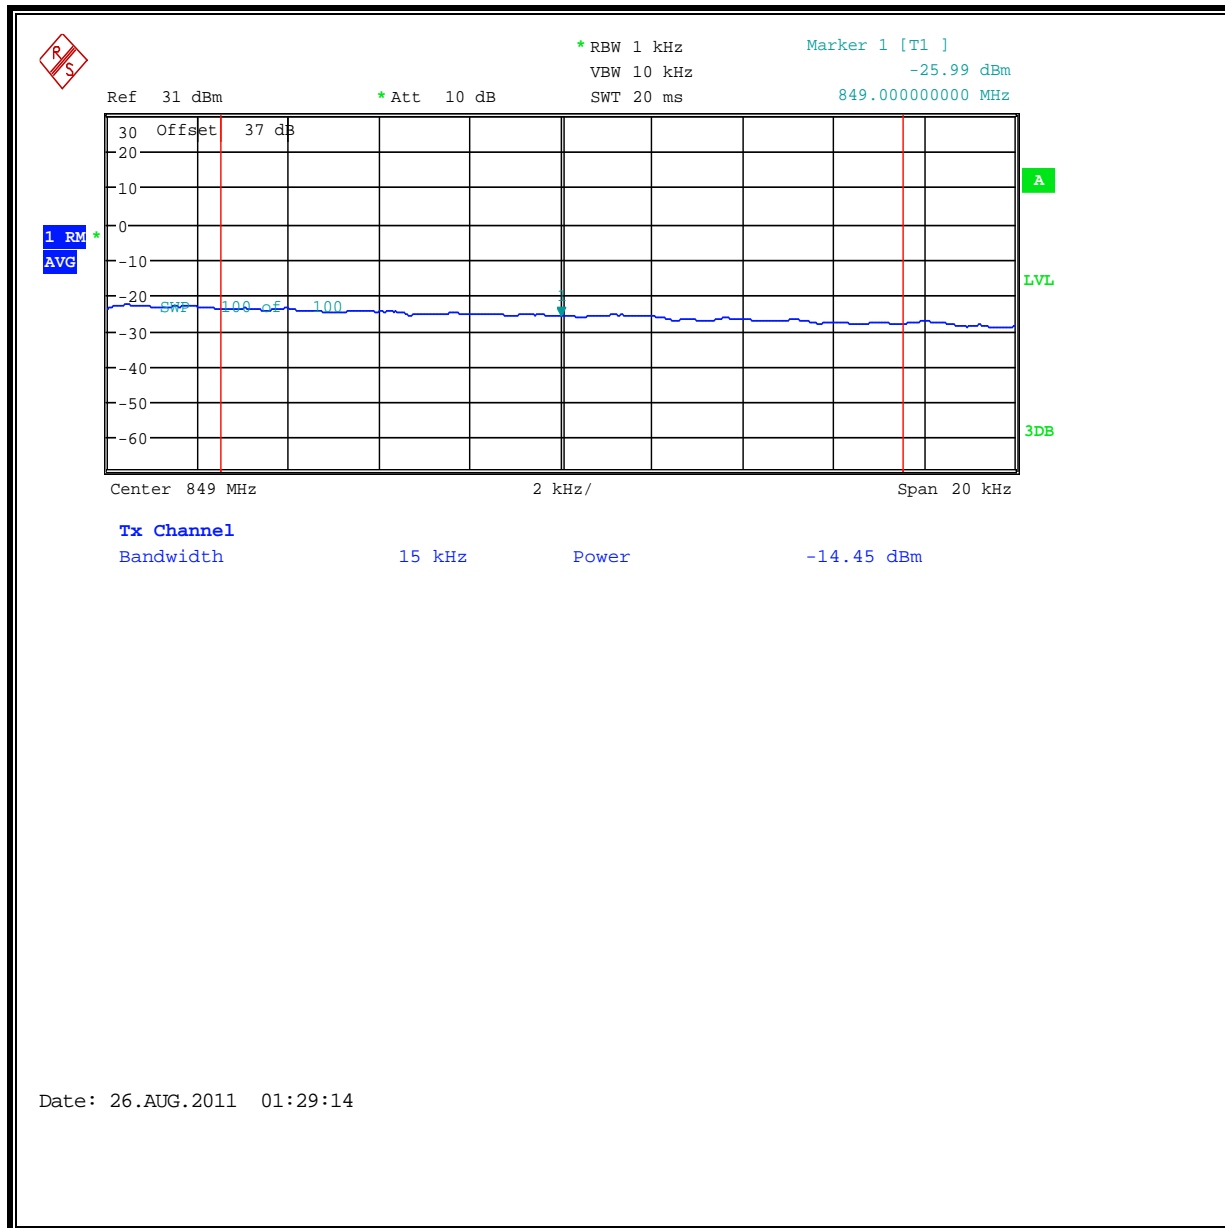 R S
* RBW 1 kHz Marker 1 [T1 ]
VBW 10 kHz -25.99 dBm
Ref 31 dBm * Att 10 dB SWT 20 ms 849.000000000 MHz
30 Offset 37 dB
20
10
A
0
1 RM *
AVG
-10
LVL
-20
1
SWP 100 of 100
-30
-40
-50
3DB
-60
Center 849 MHz 2 kHz/ Span 20 kHz
Tx Channel
Bandwidth 15 kHz Power -14.45 dBm
Date: 26.AUG.2011 01:29:14